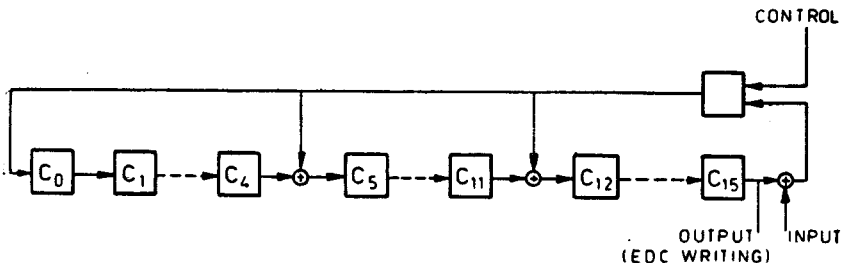 CONTROL
C0 C1 C4 C5 C11 C12 C15
OUTPUT INPUT
(EDC WRITING)